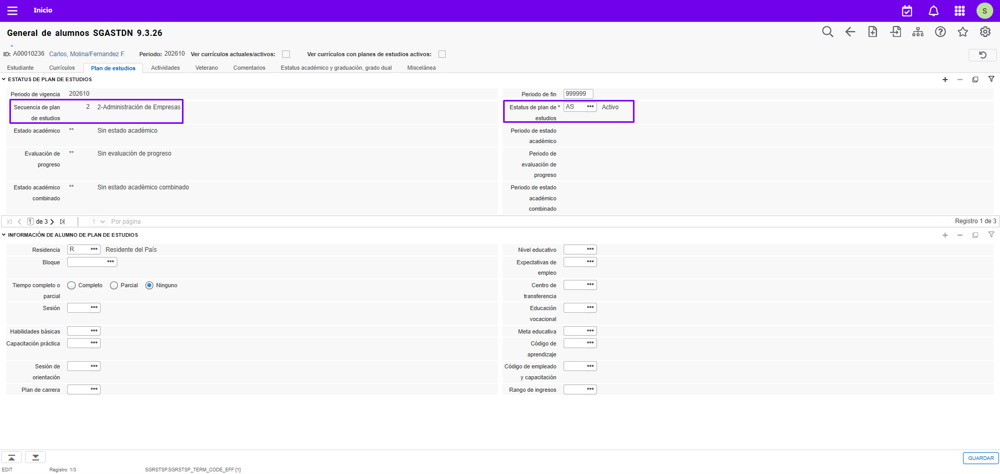 Inicio
S
General de alumnos SGASTDN 9.3.26
ID: A00010236 Carlos, Molina/Fernandez F. Periodo: 202610 Ver currículos actuales/activos: Ver currículos con planes de estudios activos:
Estudiante Currículos Plan de estudios Actividades Veterano Comentarios Estatus académico y graduación, grado dual Miscelánea
ESTATUS DE PLAN DE ESTUDIOS
Periodo de vigencia 202610 Periodo de fin 999999
Secuencia de plan de estudios 2 2-Administración de Empresas Estatus de plan de estudios * AS ••• Activo
Estado académico ** Sin estado académico Periodo de estado académico
Evaluación de progreso ** Sin evaluación de progreso Periodo de evaluación de progreso
Estado académico combinado ** Sin estado académico combinado Periodo de estado académico combinado
1 de 3 1 Por página Registro 1 de 3
INFORMACIÓN DE ALUMNO DE PLAN DE ESTUDIOS
Residencia R ••• Residente del País Nivel educativo •••
Bloque ••• Expectativas de empleo •••
Tiempo completo o parcial Completo Parcial Ninguno Centro de transferencia •••
Sesión ••• Educación vocacional •••
Habilidades básicas ••• Meta educativa •••
Capacitación práctica ••• Código de aprendizaje •••
Sesión de orientación ••• Código de empleado y capacitación •••
Plan de carrera ••• Rango de ingresos •••
GUARDAR
EDIT Registro: 1/3 SGRSTSP.SGRSTSP_TERM_CODE_EFF [1]